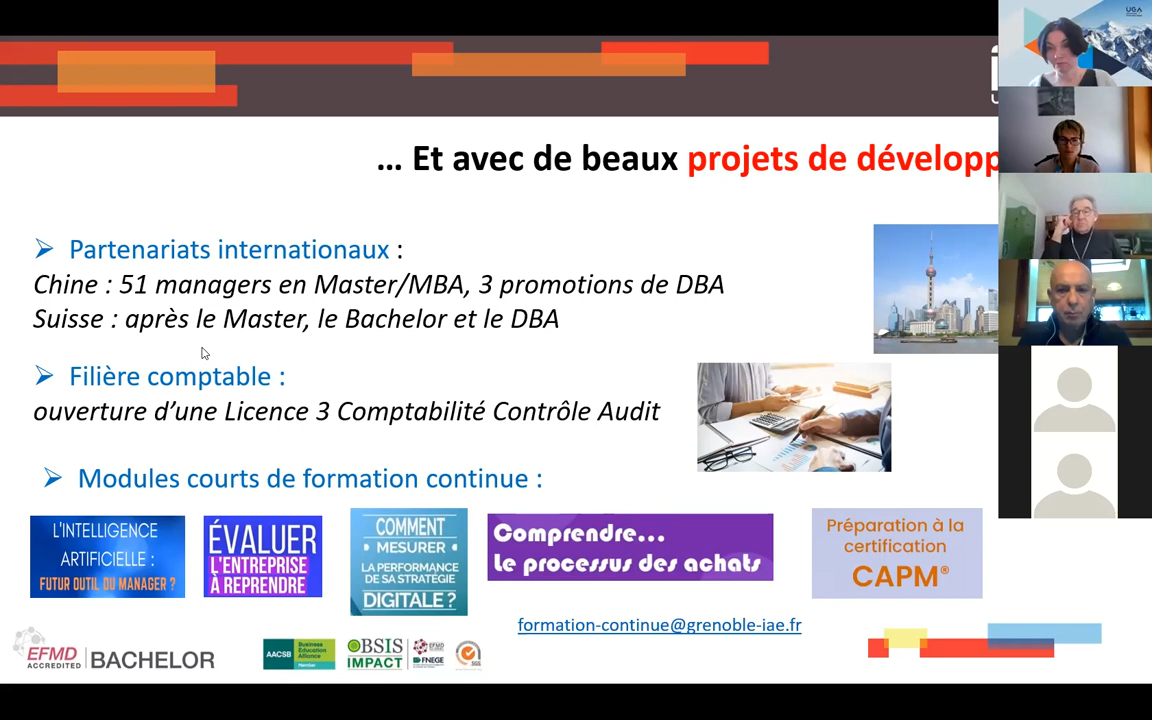 UGA
… Et avec de beaux projets de développ
➢ Partenariats internationaux :
Chine : 51 managers en Master/MBA, 3 promotions de DBA
Suisse : après le Master, le Bachelor et le DBA
➢ Filière comptable :
ouverture d’une Licence 3 Comptabilité Contrôle Audit
➢ Modules courts de formation continue :
L'INTELLIGENCE
ARTIFICIELLE :
FUTUR OUTIL DU MANAGER ?
ÉVALUER
L'ENTREPRISE
À REPRENDRE
COMMENT
• MESURER •
LA PERFORMANCE
DE SA STRATÉGIE
DIGITALE ?
Comprendre...
Le processus des achats
Préparation à la
certification
CAPM®
formation-continue@grenoble-iae.fr
EFMD
ACCREDITED
BACHELOR
AACSB
Business
Education
Alliance
Member
BSIS
IMPACT
EFMD
FNEGE
SGS